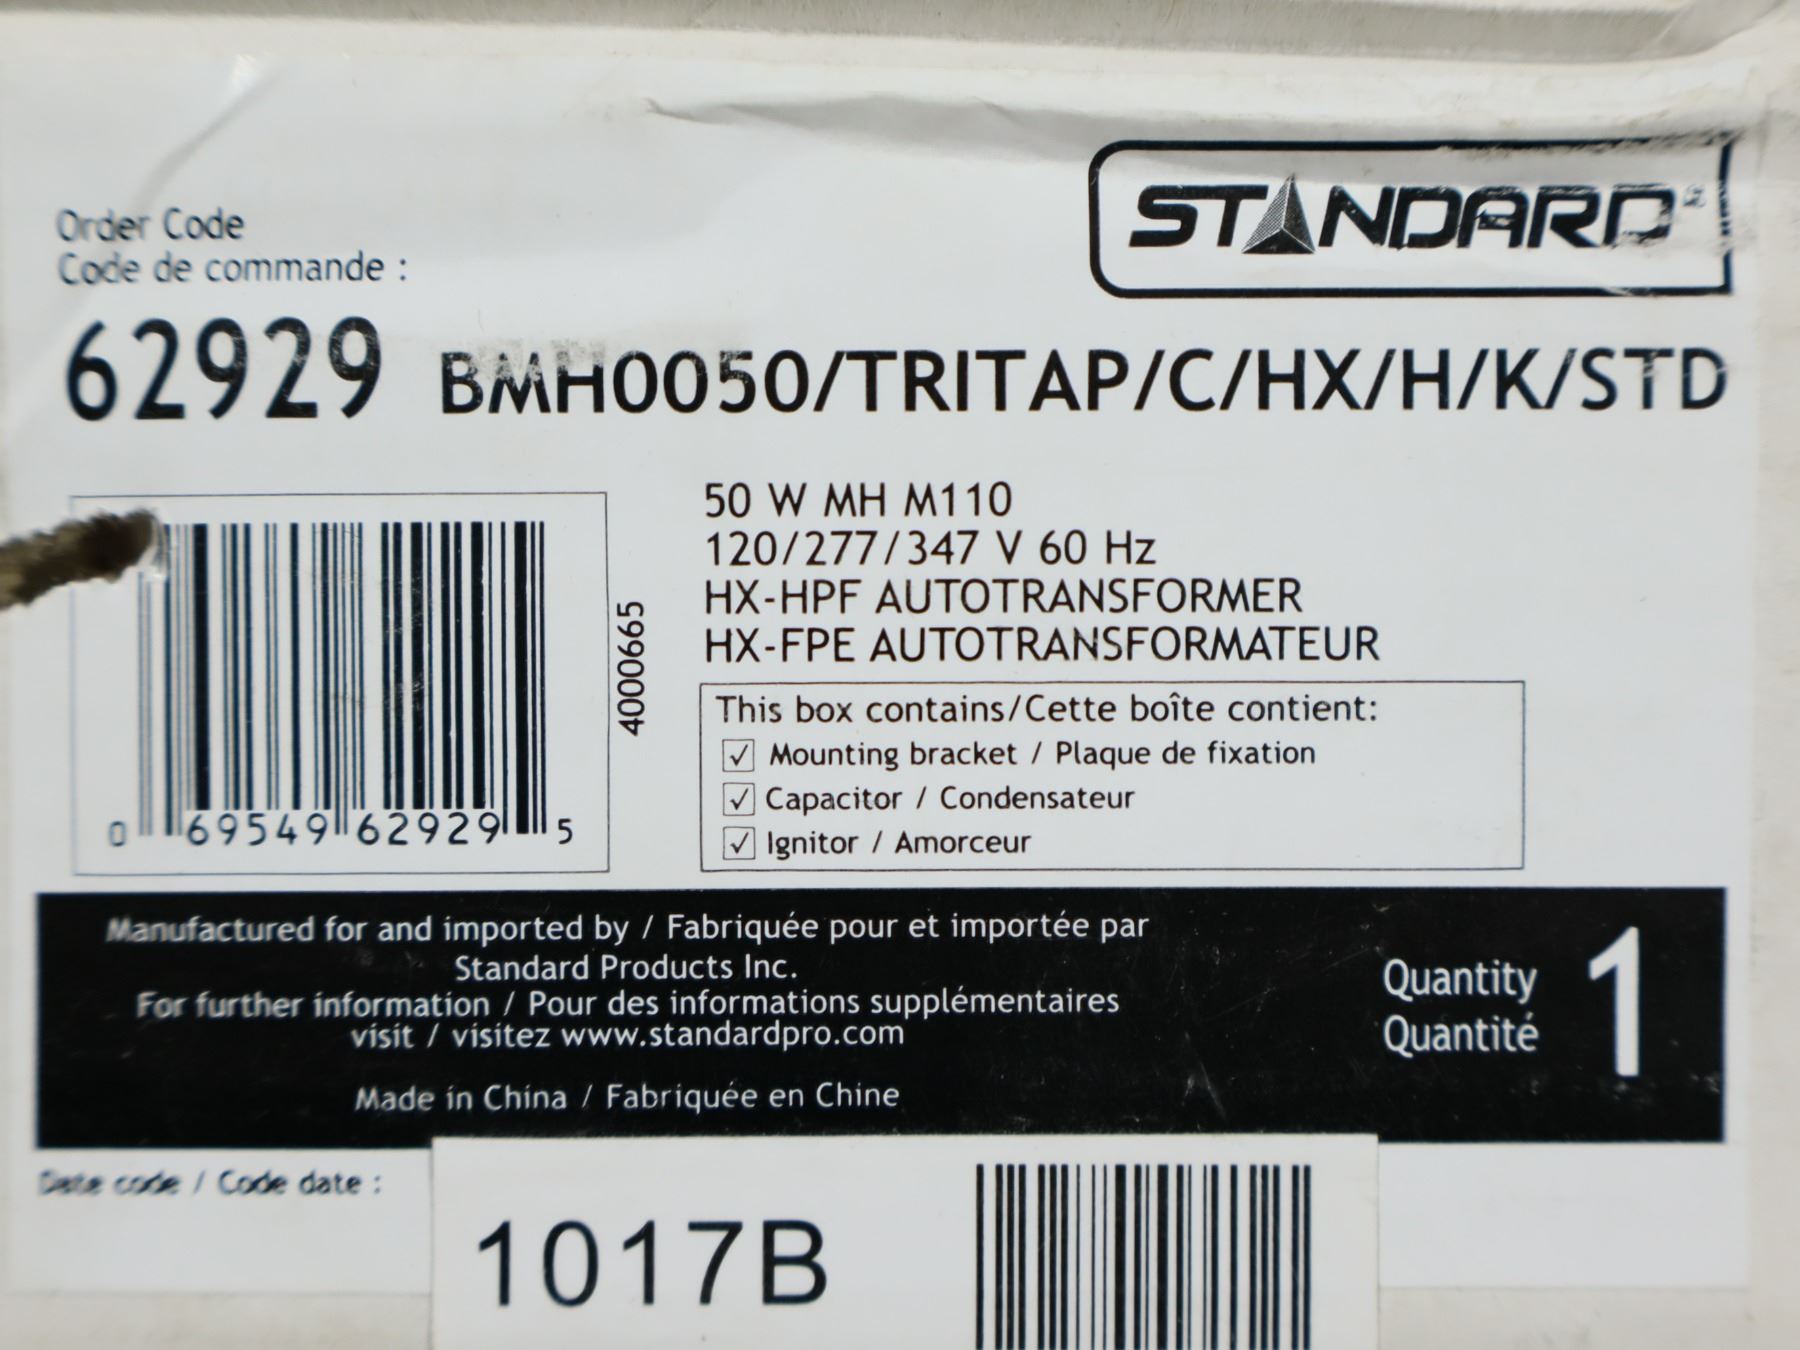 STANDARD®
Order Code
Code de commande :
62929 BMH0050/TRITAP/C/HX/H/K/STD
50 W MH M110
120/277/347 V 60 Hz
HX-HPF AUTOTRANSFORMER
HX-FPE AUTOTRANSFORMATEUR
0 69549 62929 5
4000665
This box contains/Cette boîte contient:
✓ Mounting bracket / Plaque de fixation
✓ Capacitor / Condensateur
✓ Ignitor / Amorceur
Manufactured for and imported by / Fabriquée pour et importée par
Standard Products Inc.
For further information / Pour des informations supplémentaires
visit / visitez www.standardpro.com
Made in China / Fabriquée en Chine
Quantity
Quantité
1
Date code / Code date :
1017B